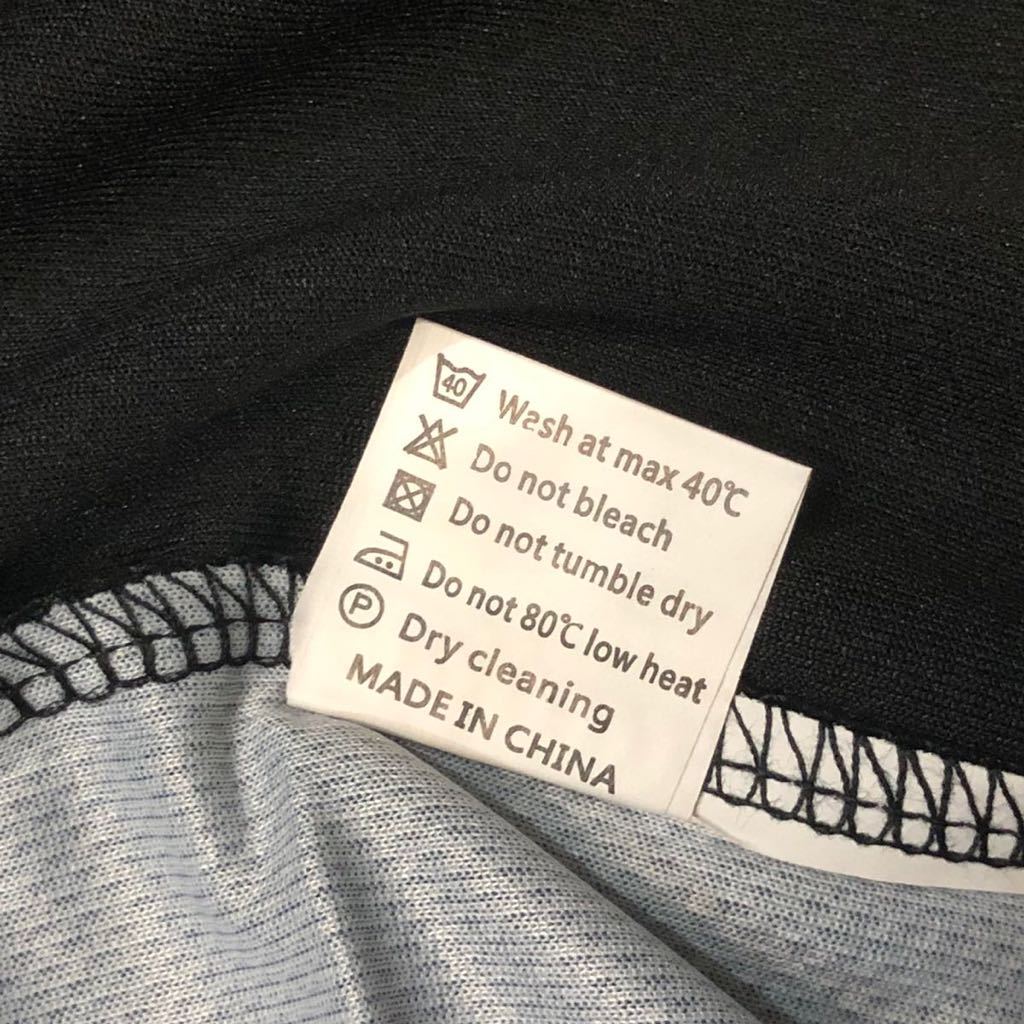 40 Wash at max 40℃
Do not bleach
Do not tumble dry
Do not 80℃ low heat
P Dry cleaning
MADE IN CHINA